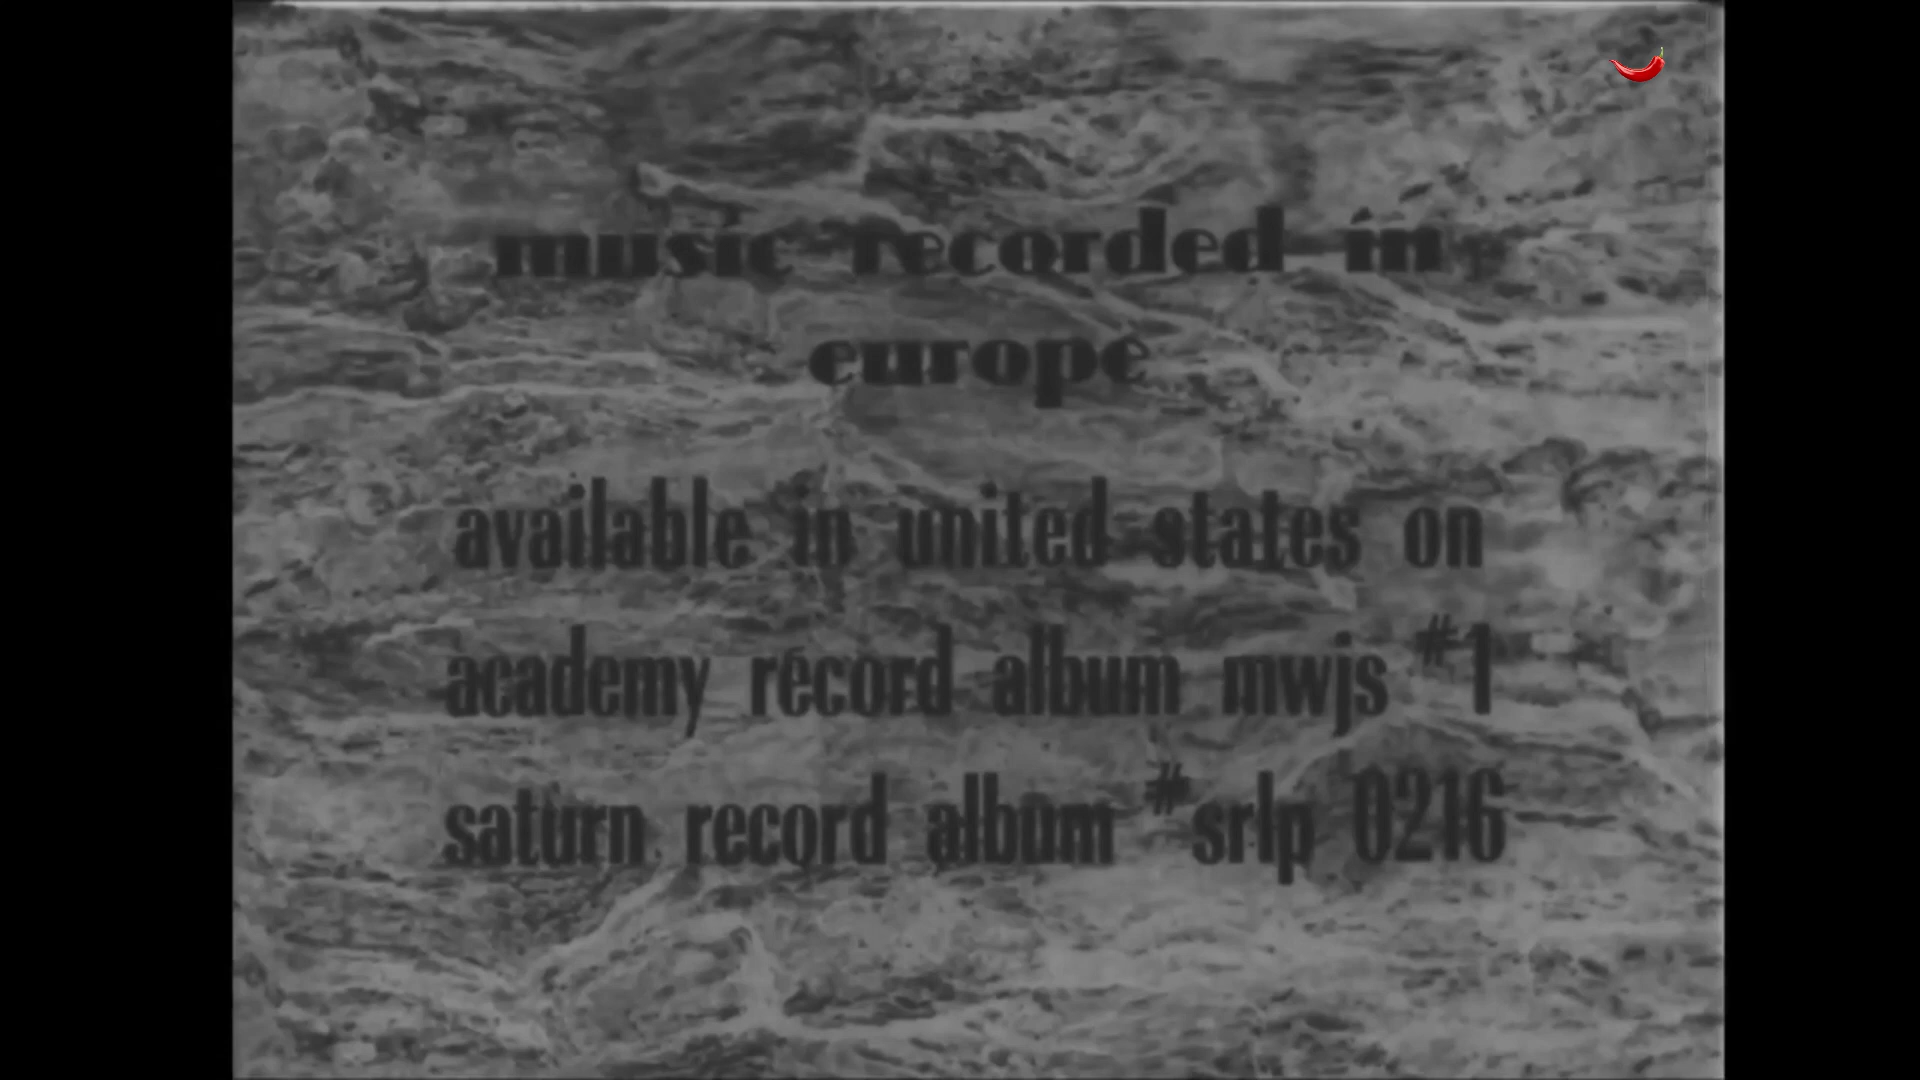 music recorded in
europe
available in united states on
academy record album mwjs #1
saturn record album #srlp 0216